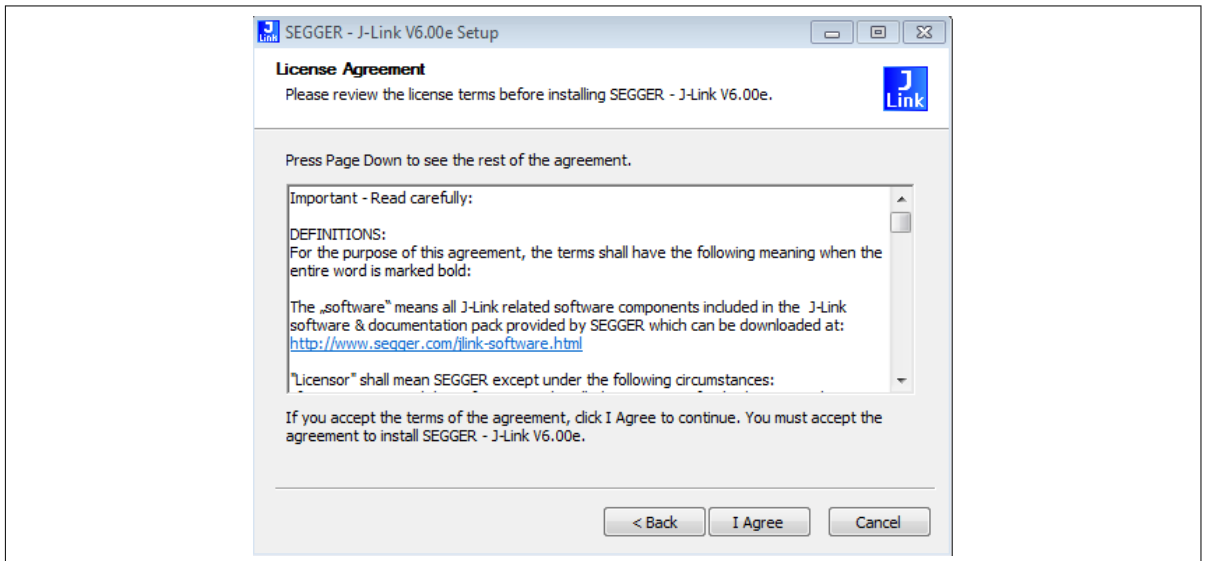 J
Link
SEGGER - J-Link V6.00e Setup
License Agreement
Please review the license terms before installing SEGGER - J-Link V6.00e.
J
Link
Press Page Down to see the rest of the agreement.
Important - Read carefully:
DEFINITIONS:
For the purpose of this agreement, the terms shall have the following meaning when the
entire word is marked bold:
The „software“ means all J-Link related software components included in the  J-Link
software & documentation pack provided by SEGGER which can be downloaded at:
http://www.segger.com/jlink-software.html
"Licensor" shall mean SEGGER except under the following circumstances:
If you accept the terms of the agreement, click I Agree to continue. You must accept the
agreement to install SEGGER - J-Link V6.00e.
< Back
I Agree
Cancel